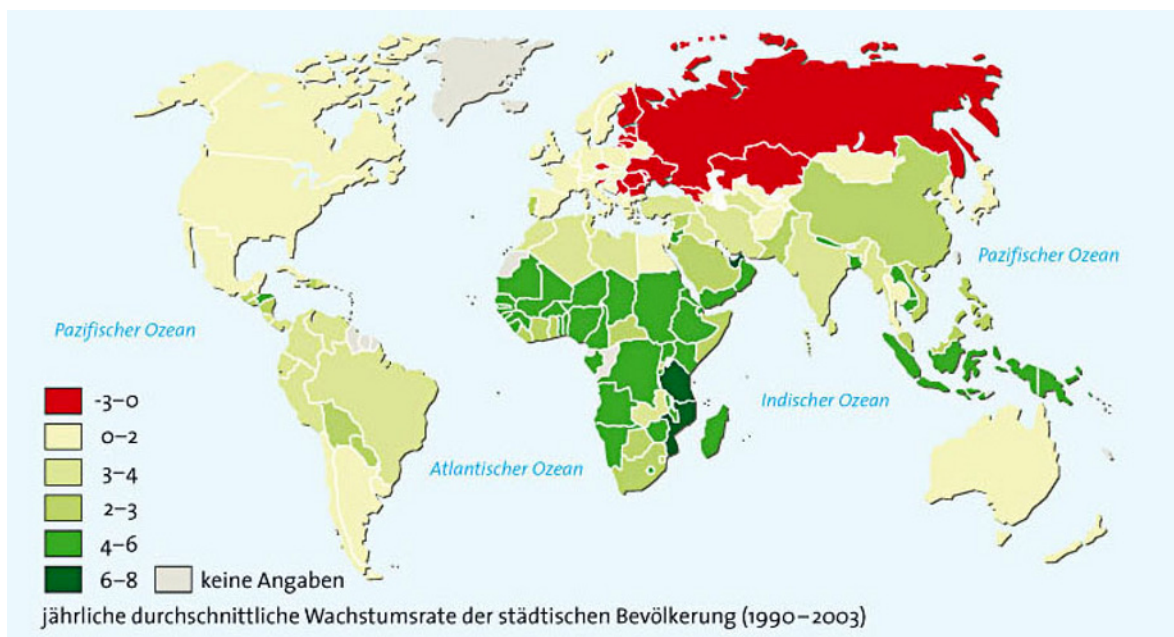 Pazifischer Ozean
Pazifischer Ozean
Indischer Ozean
Atlantischer Ozean
-3–0
0–2
3–4
2–3
4–6
6–8
keine Angaben
jährliche durchschnittliche Wachstumsrate der städtischen Bevölkerung (1990–2003)